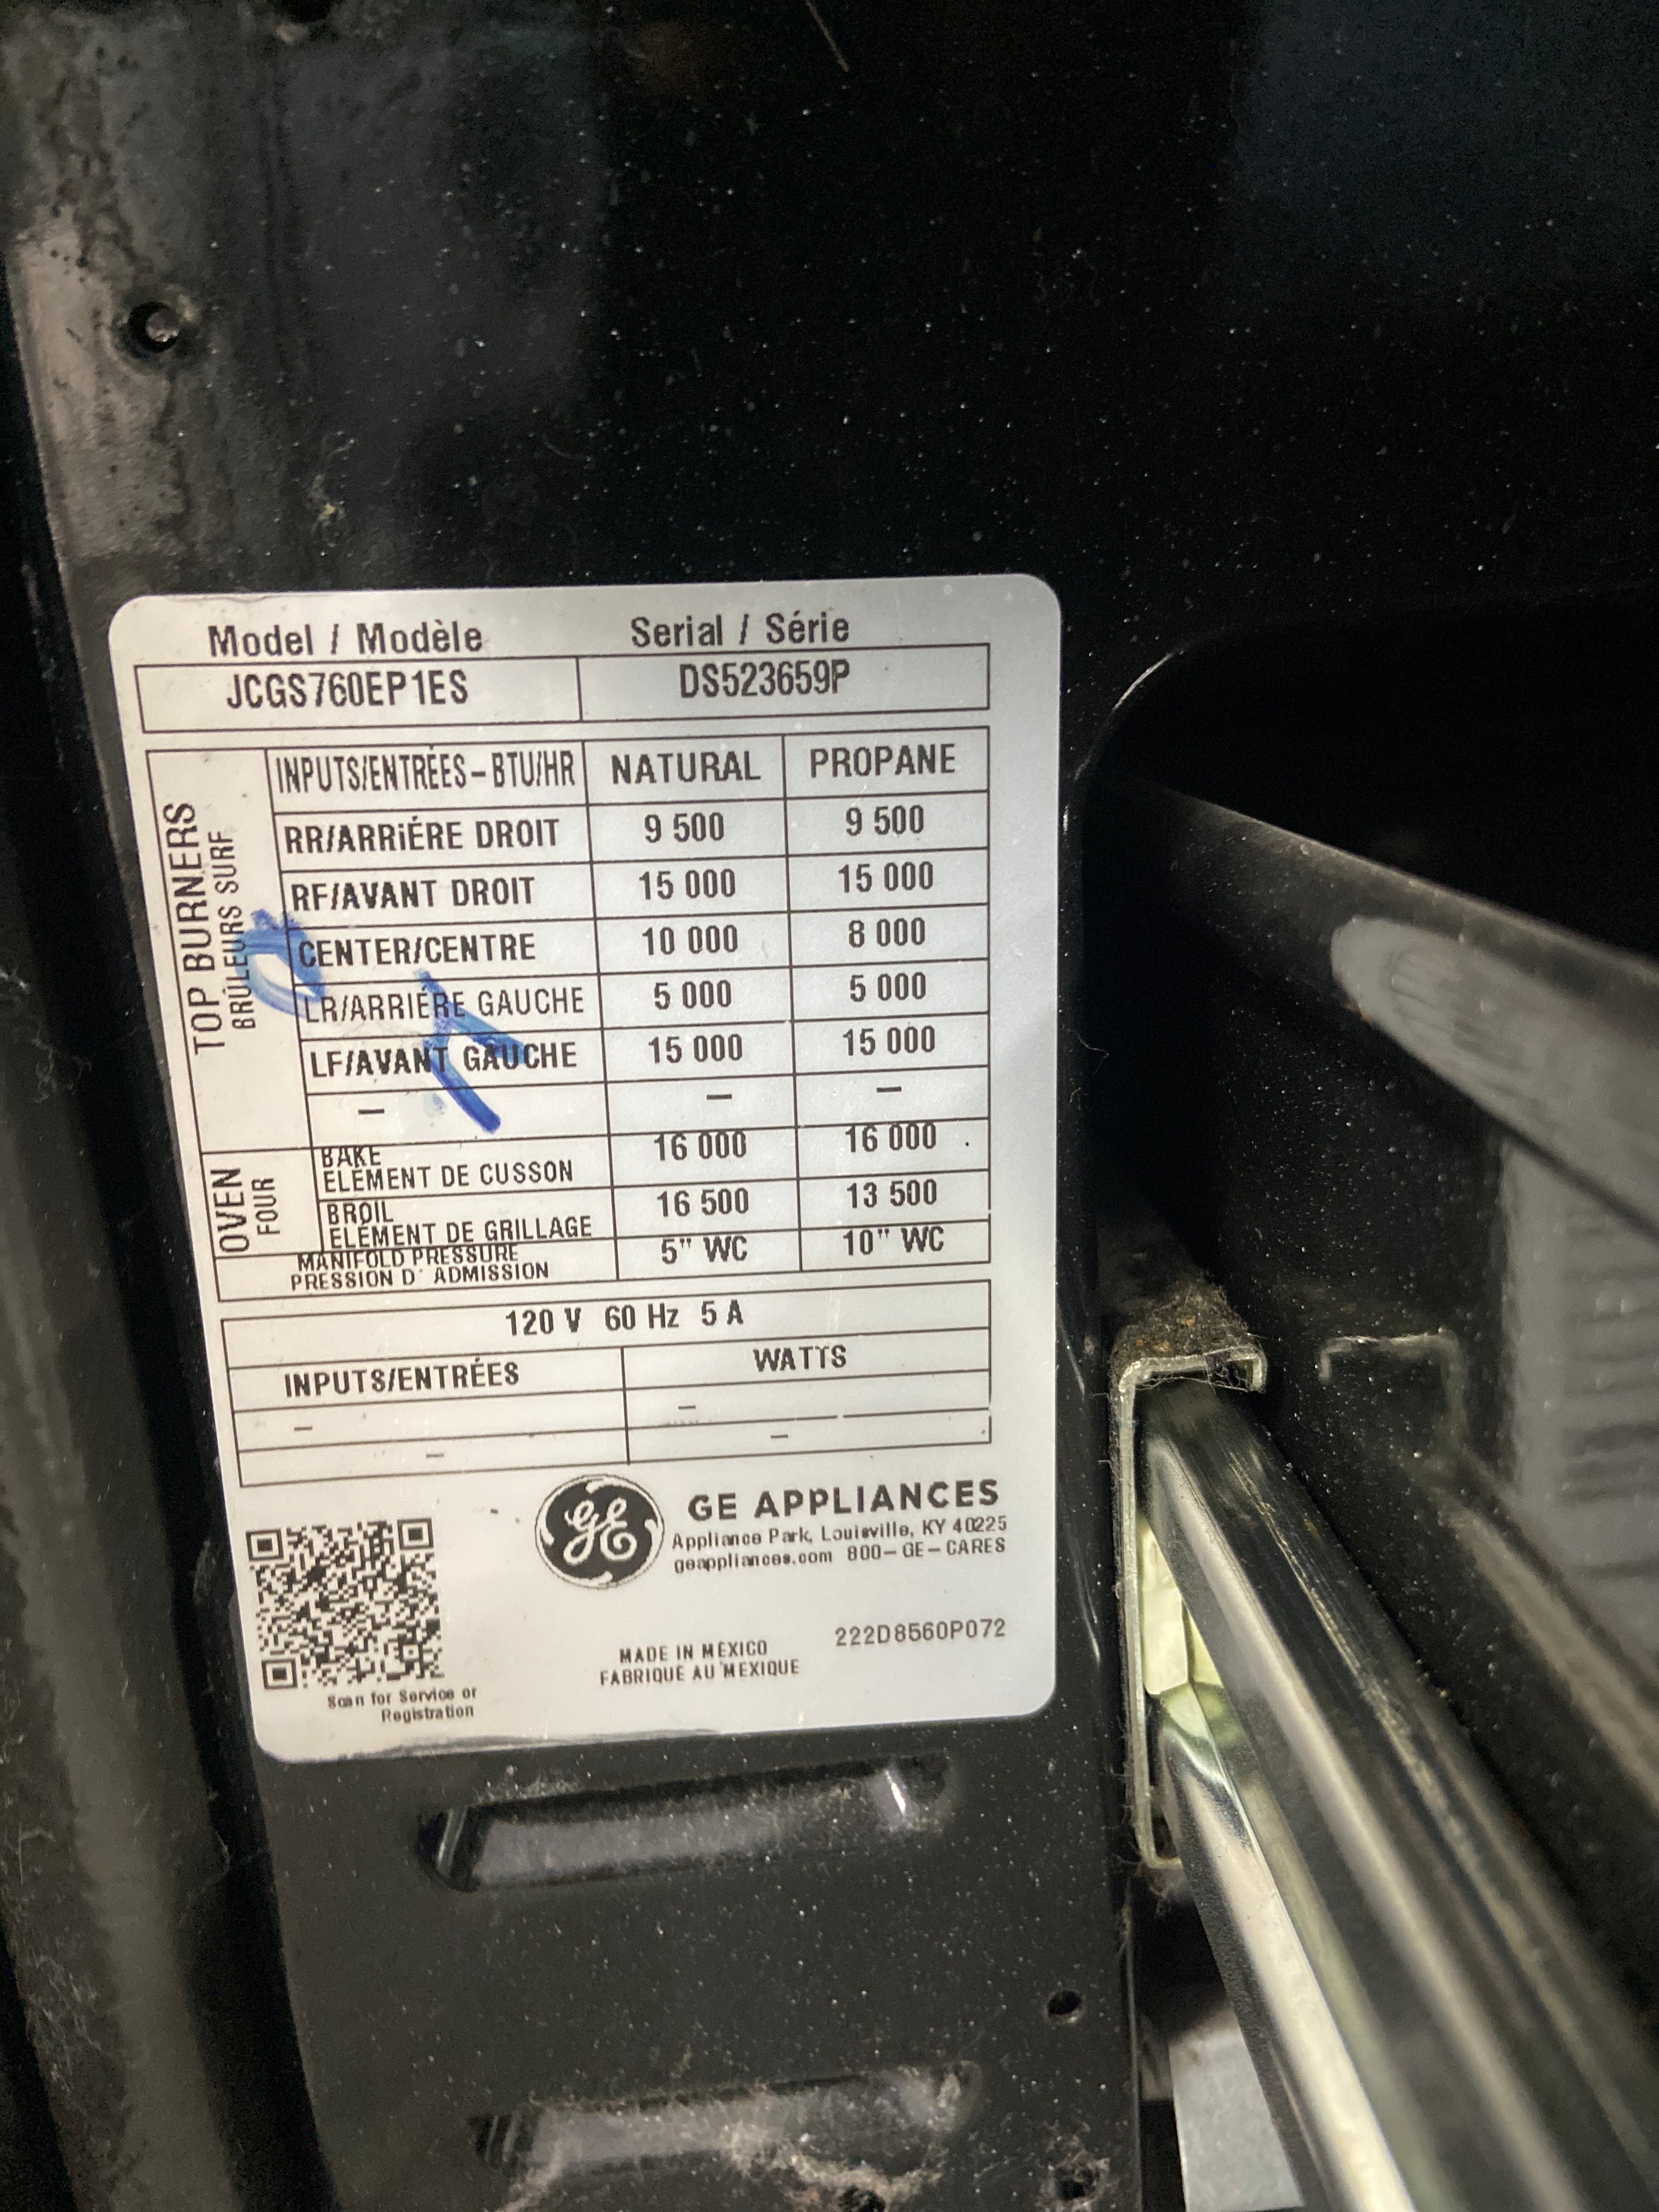 Model / Modèle Serial / Série
JCGS760EP1ES DS523659P
TOP BURNERS
BRÛLEURS SURF
INPUTS/ENTRÉES-BTU/HR NATURAL PROPANE
RR/ARRIÉRE DROIT 9 500 9 500
RF/AVANT DROIT 15 000 15 000
CENTER/CENTRE 10 000 8 000
LR/ARRIÉRE GAUCHE 5 000 5 000
LF/AVANT GAUCHE 15 000 15 000
– – –
OVEN
FOUR
BAKE
ELÉMENT DE CUSSON 16 000 16 000
BROIL
ELÉMENT DE GRILLAGE 16 500 13 500
MANIFOLD PRESSURE
PRESSION D' ADMISSION 5" WC 10" WC
120 V 60 Hz 5 A
INPUTS/ENTRÉES WATTS
– –
– –
GE
GE APPLIANCES
Appliance Park, Louisville, KY 40225
geappliances.com 800-GE-CARES
222D8560P072
MADE IN MÉXICO
FABRIQUE AU MEXIQUE
Scan for Service or
Registration